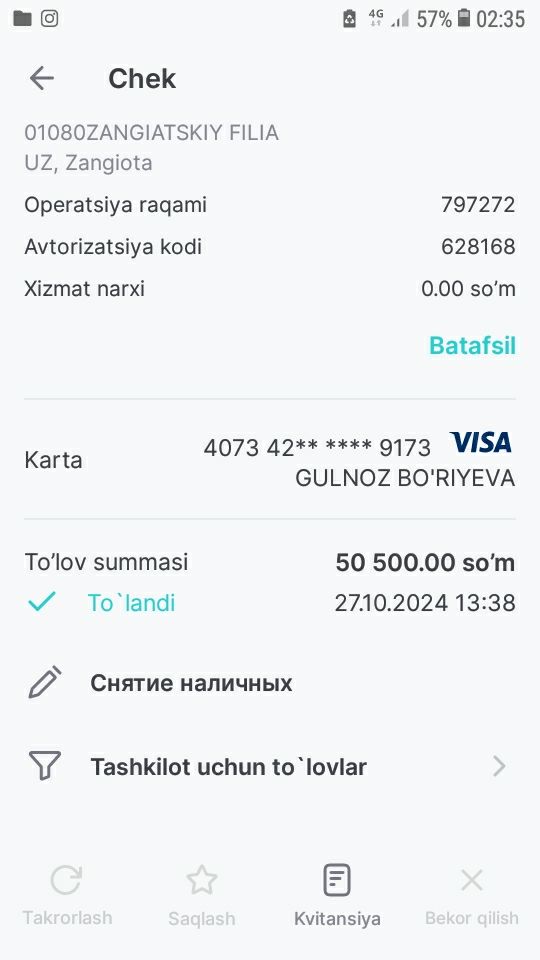 4G 57% 02:35
Chek
01080ZANGIATSKIY FILIA
UZ, Zangiota
Operatsiya raqami 797272
Avtorizatsiya kodi 628168
Xizmat narxi 0.00 so’m
Batafsil
Karta 4073 42** **** 9173 VISA
GULNOZ BO'RIYEVA
To’lov summasi 50 500.00 so’m
To`landi 27.10.2024 13:38
Снятие наличных
Tashkilot uchun to`lovlar
Takrorlash Saqlash Kvitansiya Bekor qilish